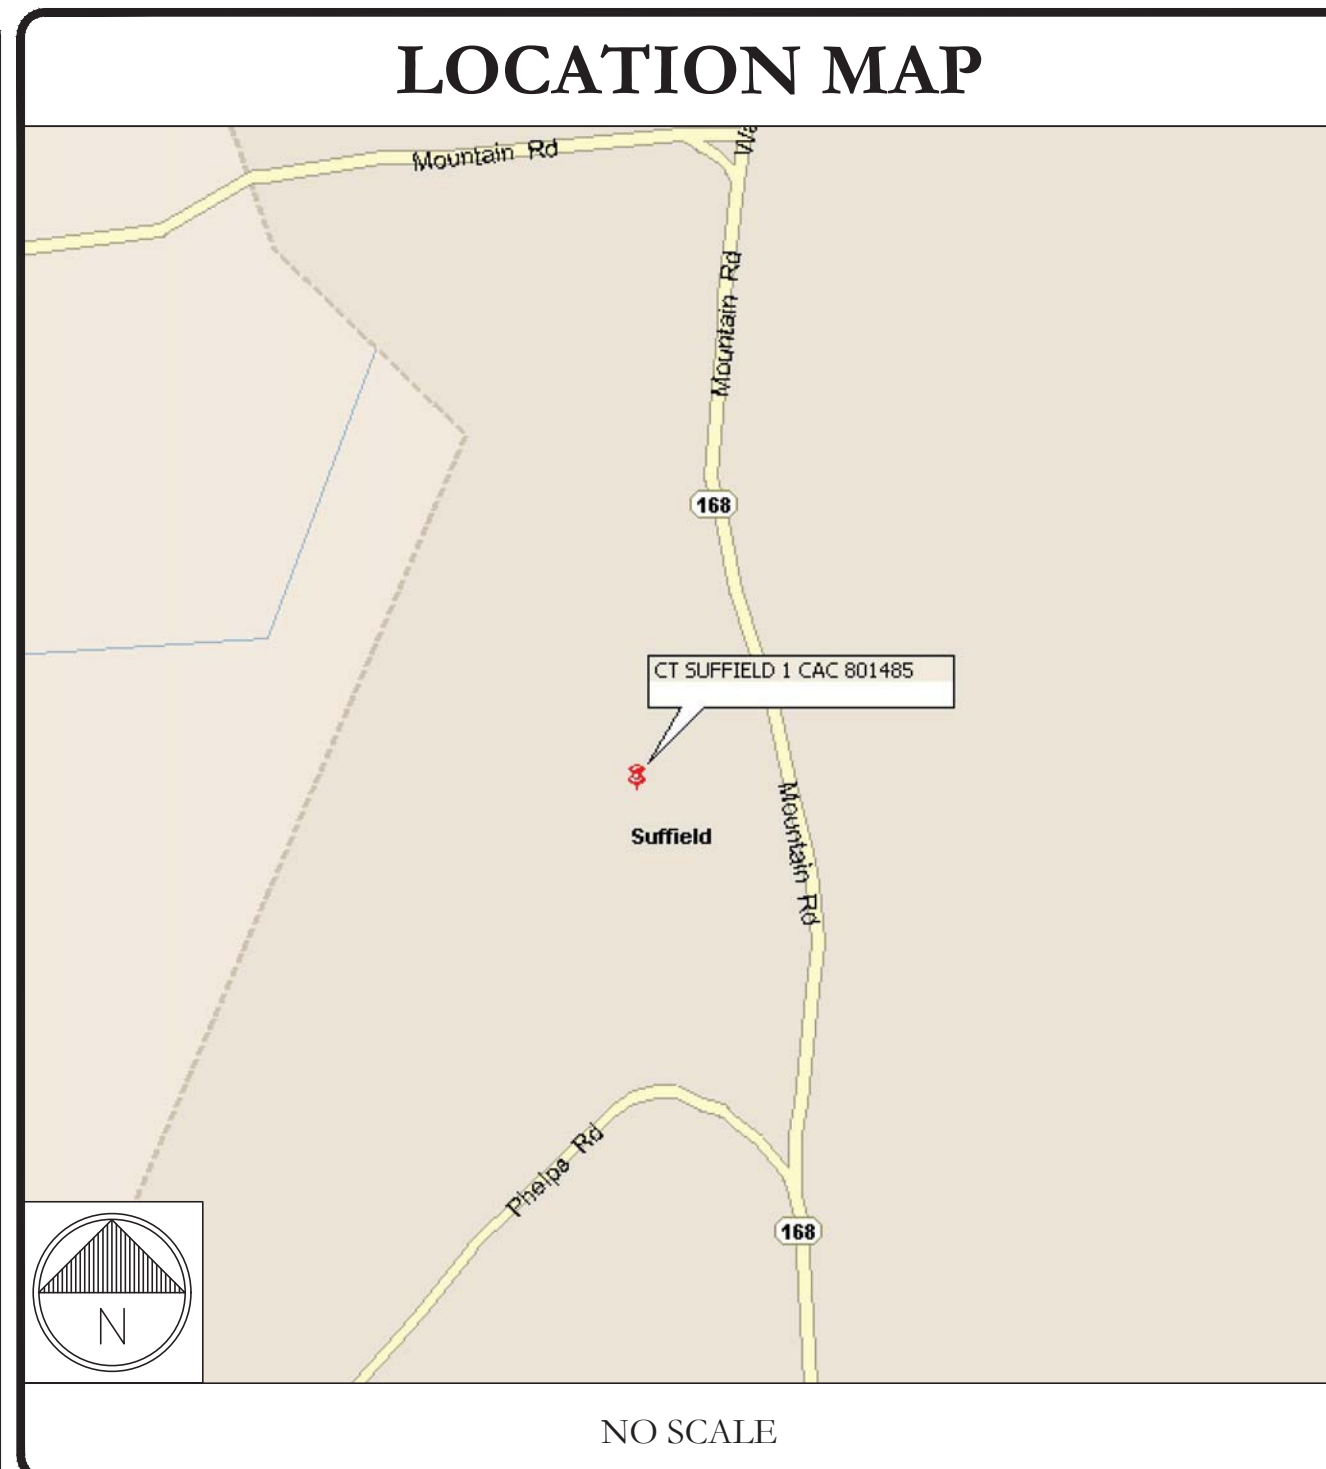 LOCATION MAP
Mountain Rd
Mountain Rd
168
CT SUFFIELD 1 CAC 801485
Suffield
Mountain Rd
Phelps Rd
168
N
NO SCALE